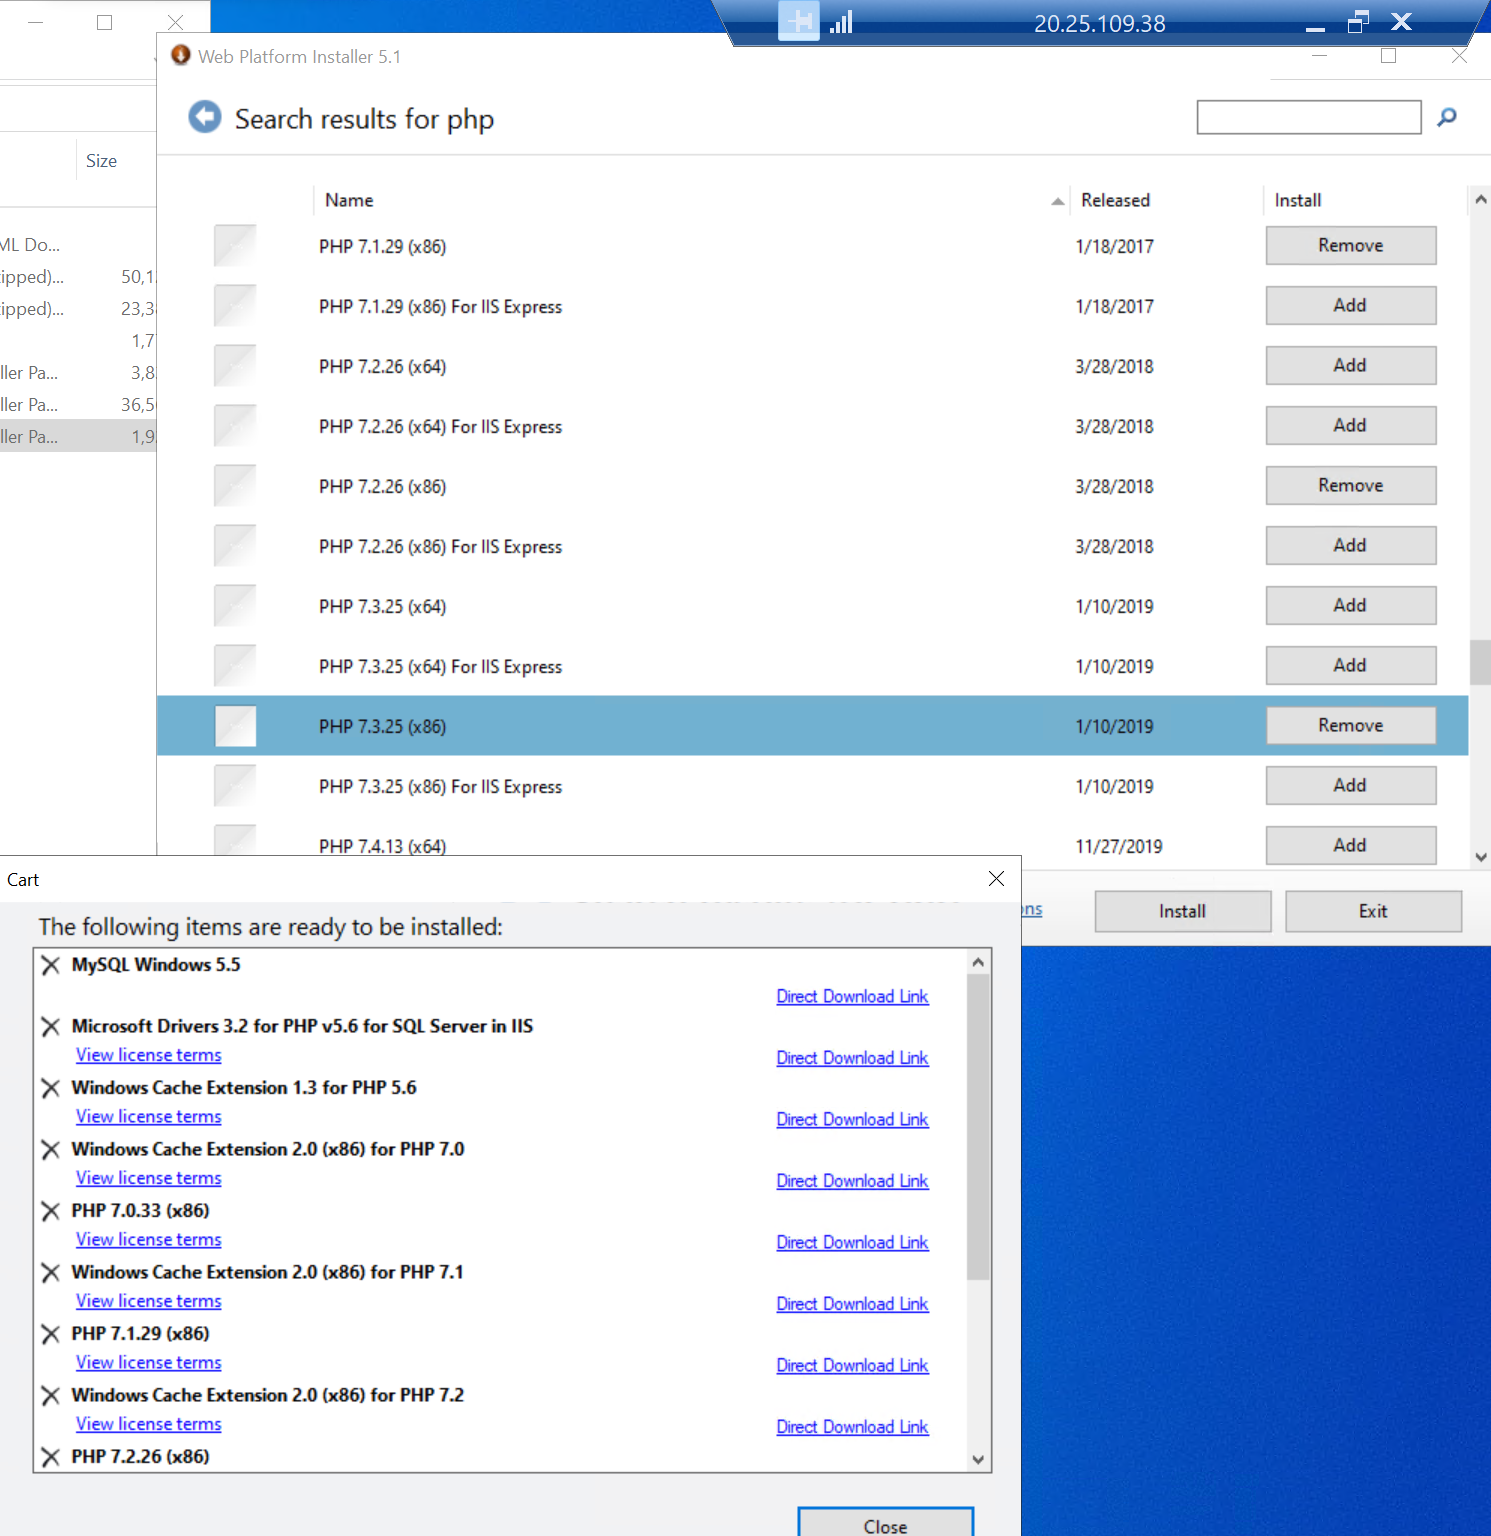 20.25.109.38
Web Platform Installer 5.1
Search results for php
Size
Name Released Install
ML Do...
ipped)... 50,1
ipped)... 23,3
1,7
ller Pa... 3,8
ller Pa... 36,5
ller Pa... 1,9
PHP 7.1.29 (x86) 1/18/2017 Remove
PHP 7.1.29 (x86) For IIS Express 1/18/2017 Add
PHP 7.2.26 (x64) 3/28/2018 Add
PHP 7.2.26 (x64) For IIS Express 3/28/2018 Add
PHP 7.2.26 (x86) 3/28/2018 Remove
PHP 7.2.26 (x86) For IIS Express 3/28/2018 Add
PHP 7.3.25 (x64) 1/10/2019 Add
PHP 7.3.25 (x64) For IIS Express 1/10/2019 Add
PHP 7.3.25 (x86) 1/10/2019 Remove
PHP 7.3.25 (x86) For IIS Express 1/10/2019 Add
PHP 7.4.13 (x64) 11/27/2019 Add
ns Install Exit
Cart
The following items are ready to be installed:
MySQL Windows 5.5
Direct Download Link
Microsoft Drivers 3.2 for PHP v5.6 for SQL Server in IIS
View license terms Direct Download Link
Windows Cache Extension 1.3 for PHP 5.6
View license terms Direct Download Link
Windows Cache Extension 2.0 (x86) for PHP 7.0
View license terms Direct Download Link
PHP 7.0.33 (x86)
View license terms Direct Download Link
Windows Cache Extension 2.0 (x86) for PHP 7.1
View license terms Direct Download Link
PHP 7.1.29 (x86)
View license terms Direct Download Link
Windows Cache Extension 2.0 (x86) for PHP 7.2
View license terms Direct Download Link
PHP 7.2.26 (x86)
Close